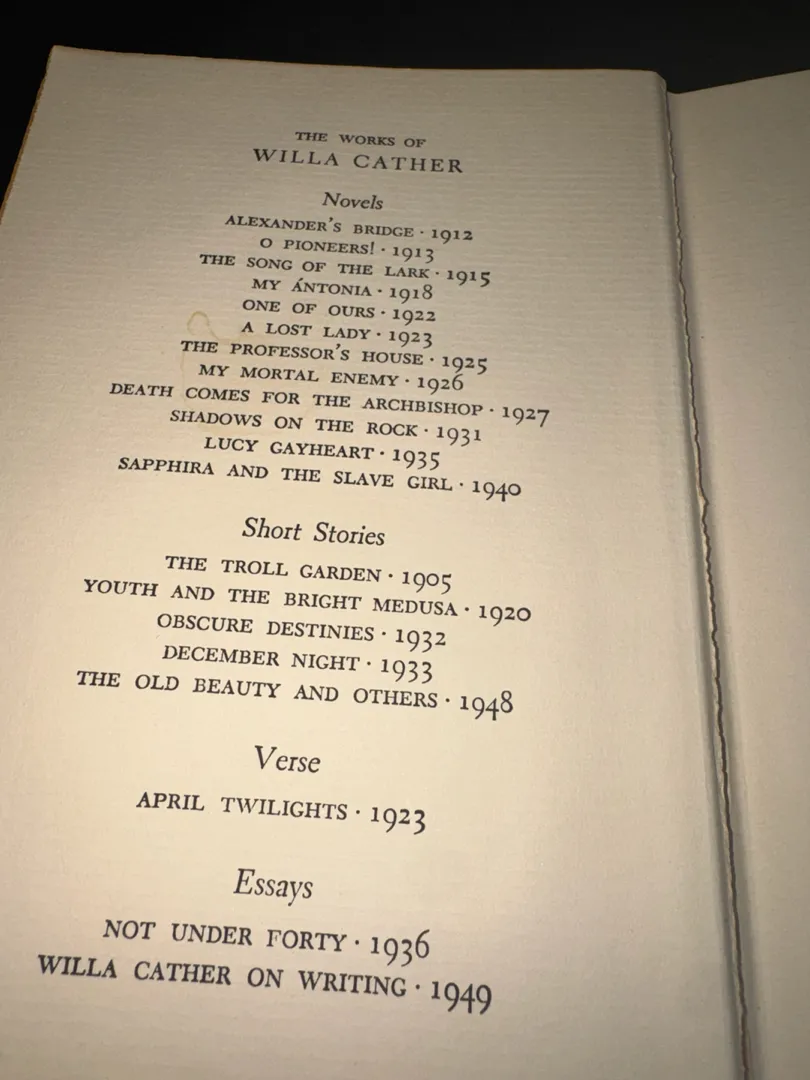 THE WORKS OF
WILLA CATHER
Novels
ALEXANDER'S BRIDGE · 1912
O PIONEERS! · 1913
THE SONG OF THE LARK · 1915
MY ÁNTONIA · 1918
ONE OF OURS · 1922
A LOST LADY · 1923
THE PROFESSOR'S HOUSE · 1925
MY MORTAL ENEMY · 1926
DEATH COMES FOR THE ARCHBISHOP · 1927
SHADOWS ON THE ROCK · 1931
LUCY GAYHEART · 1935
SAPPHIRA AND THE SLAVE GIRL · 1940
Short Stories
THE TROLL GARDEN · 1905
YOUTH AND THE BRIGHT MEDUSA · 1920
OBSCURE DESTINIES · 1932
DECEMBER NIGHT · 1933
THE OLD BEAUTY AND OTHERS · 1948
Verse
APRIL TWILIGHTS · 1923
Essays
NOT UNDER FORTY · 1936
WILLA CATHER ON WRITING · 1949